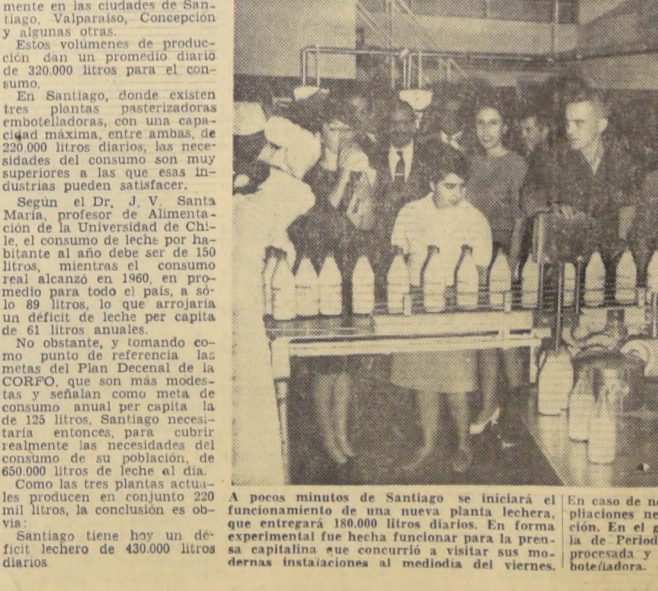 mente en las ciudades de San-
tiago, Valparaíso, Concepción
y algunas otras.
Estos volúmenes de produc-
ción dan un promedio diario
de 320.000 litros para el con-
sumo.
En Santiago, donde existen
tres plantas pasterizadoras
embotelladoras, con una capa-
cidad máxima, entre ambas, de
220.000 litros diarios, las nece-
sidades del consumo son muy
superiores a las que esas in-
dustrias pueden satisfacer.
Según el Dr. J. V. Santa
María, profesor de Alimenta-
ción de la Universidad de Chi-
le, el consumo de leche por ha-
bitante al año debe ser de 150
litros, mientras el consumo
real alcanzó en 1960, en pro-
medio para todo el país, a só-
lo 89 litros, lo que arrojaría
un déficit de leche per capita
de 61 litros anuales.
No obstante, y tomando co-
mo punto de referencia las
metas del Plan Decenal de la
CORFO, que son más modes-
tas y señalan como meta de
consumo anual per capita la
de 125 litros, Santiago necesi-
taría entonces, para cubrir
realmente las necesidades del
consumo de su población, de
650.000 litros de leche al día.
Como las tres plantas actua-
les producen en conjunto 220
mil litros, la conclusión es ob-
via:
Santiago tiene hoy un dé-
ficit lechero de 430.000 litros
diarios
A pocos minutos de Santiago se iniciará el
funcionamiento de una nueva planta lechera,
que entregará 180.000 litros diarios. En forma
experimental fue hecha funcionar para la pren-
sa capitalina que concurrió a visitar sus mo-
dernas instalaciones al mediodía del viernes.
En caso de ne
pliaciones ne
ción. En el g
la de Period
procesada y
botelladora.